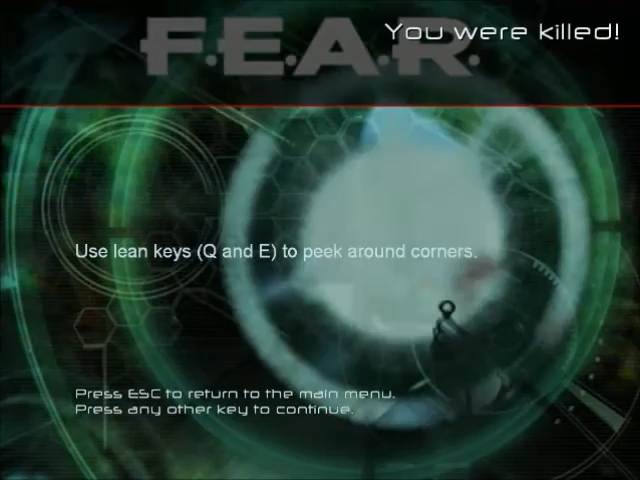 F.E.A.R.
You were killed!
Use lean keys (Q and E) to peek around corners.
Press ESC to return to the main menu.
Press any other key to continue.